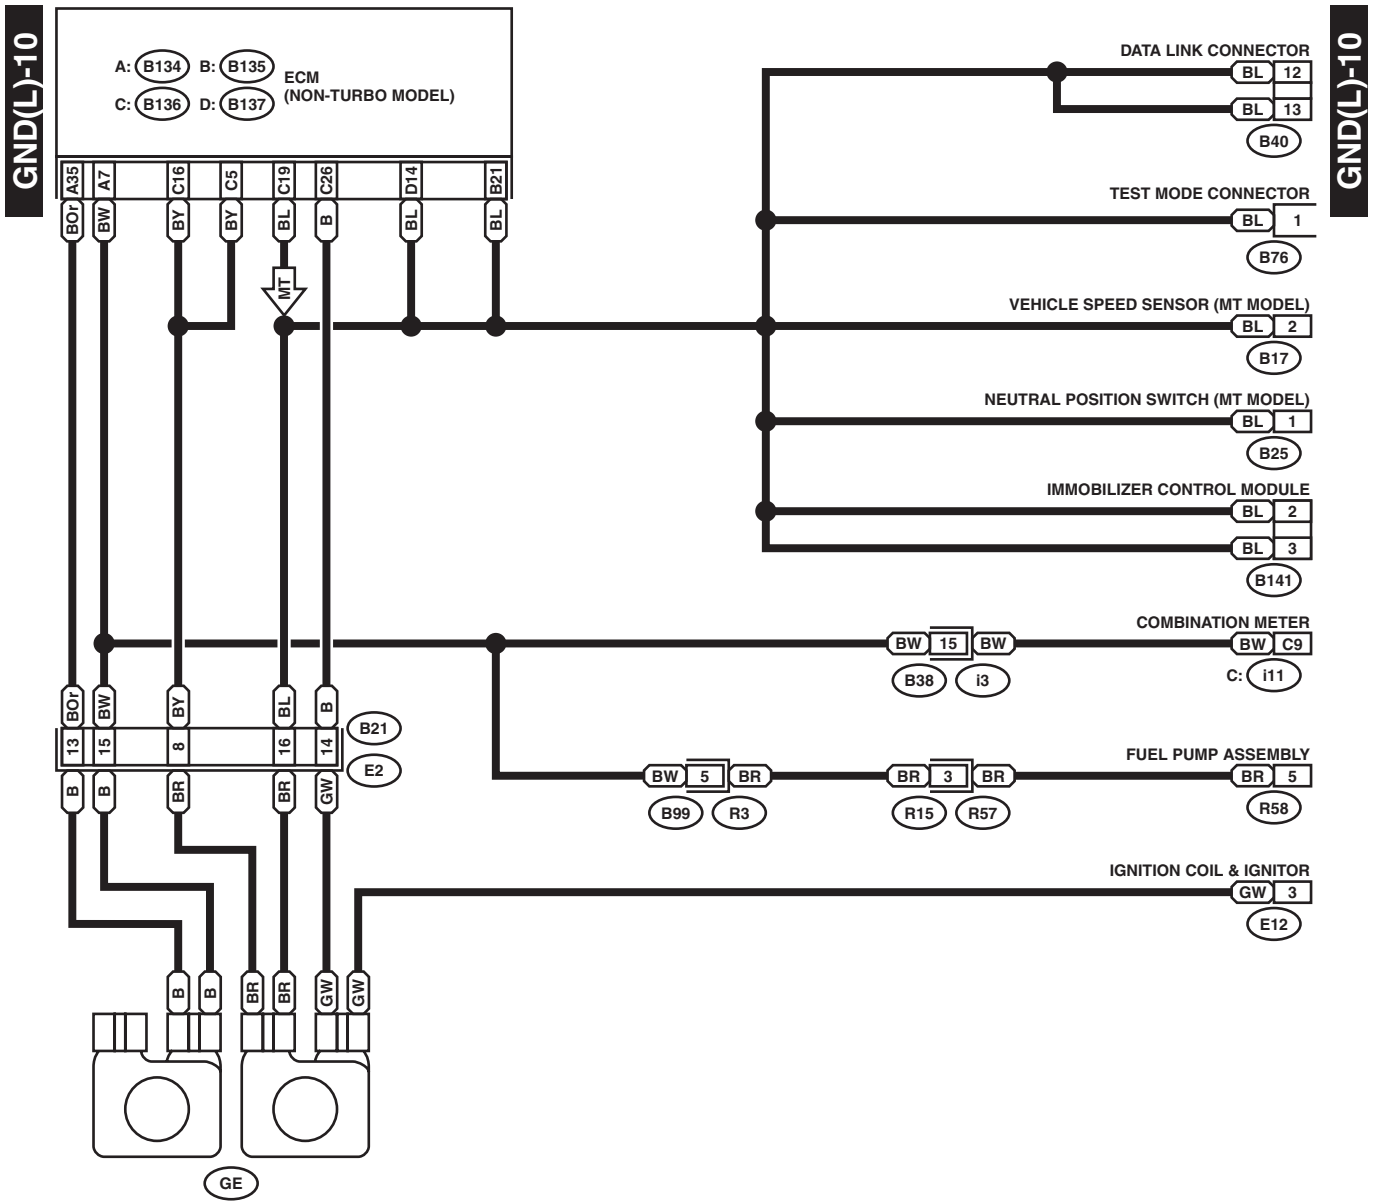 GND(L)-10
GND(L)-10
A: B134 B: B135
C: B136 D: B137
ECM
(NON-TURBO MODEL)
A35 A7 C16 C5 C19 C26 D14 B21
BOr BW BY BY BL B BL BL
MT
DATA LINK CONNECTOR
BL 12
BL 13
B40
TEST MODE CONNECTOR
BL 1
B76
VEHICLE SPEED SENSOR (MT MODEL)
BL 2
B17
NEUTRAL POSITION SWITCH (MT MODEL)
BL 1
B25
IMMOBILIZER CONTROL MODULE
BL 2
BL 3
B141
COMBINATION METER
BW 15 BW BW C9
B38 i3 C: i11
BOr BW BY BL B
13 15 8 16 14
B21
E2
B B BR BR GW
FUEL PUMP ASSEMBLY
BW 5 BR BR 3 BR BR 5
B99 R3 R15 R57 R58
IGNITION COIL & IGNITOR
GW 3
E12
B B BR BR GW GW
GE